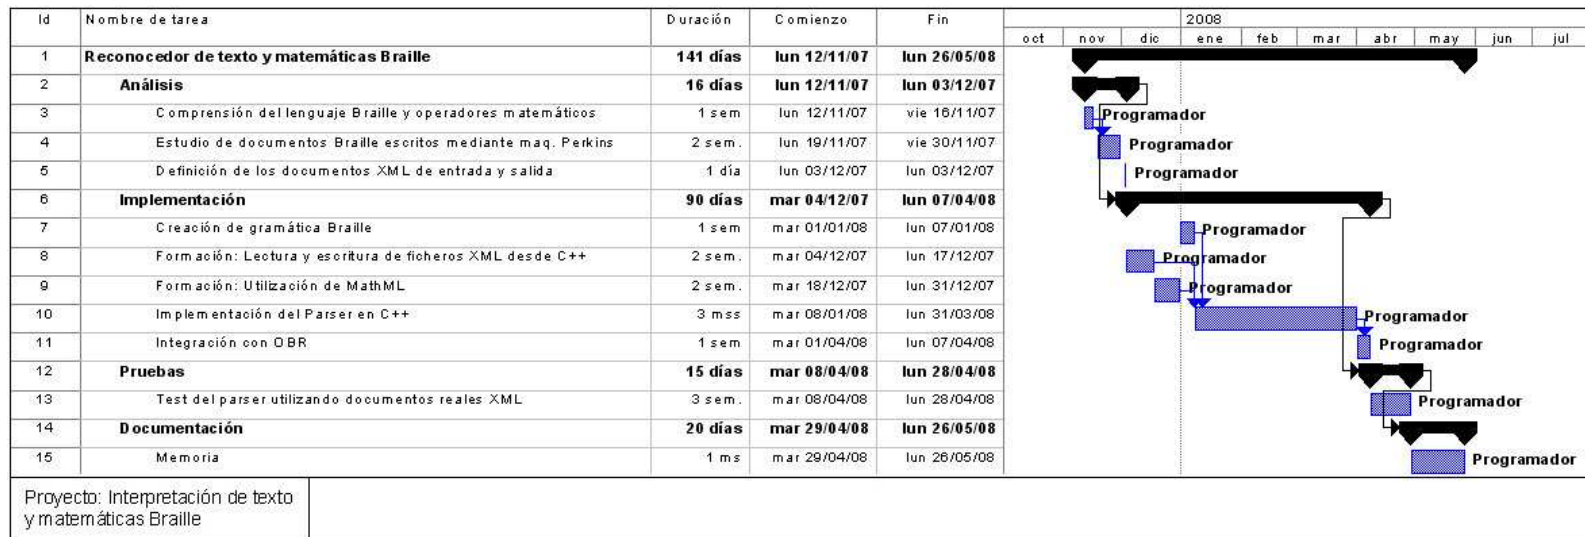 Id Nombre de tarea Duración Comienzo Fin 2008
oct nov dic ene feb mar abr may jun jul
1 Reconocedor de texto y matemáticas Braille 141 días lun 12/11/07 lun 26/05/08
2 Análisis 16 días lun 12/11/07 lun 03/12/07
3 Comprensión del lenguaje Braille y operadores matemáticos 1 sem lun 12/11/07 vie 16/11/07 Programador
4 Estudio de documentos Braille escritos mediante maq. Perkins 2 sem. lun 19/11/07 vie 30/11/07 Programador
5 Definición de los documentos XML de entrada y salida 1 día lun 03/12/07 lun 03/12/07 Programador
6 Implementación 90 días mar 04/12/07 lun 07/04/08
7 Creación de gramática Braille 1 sem mar 01/01/08 lun 07/01/08 Programador
8 Formación: Lectura y escritura de ficheros XML desde C++ 2 sem. mar 04/12/07 lun 17/12/07 Programador
9 Formación: Utilización de MathML 2 sem. mar 18/12/07 lun 31/12/07 Programador
10 Implementación del Parser en C++ 3 mss mar 08/01/08 lun 31/03/08 Programador
11 Integración con OBR 1 sem mar 01/04/08 lun 07/04/08 Programador
12 Pruebas 15 días mar 08/04/08 lun 28/04/08
13 Test del parser utilizando documentos reales XML 3 sem. mar 08/04/08 lun 28/04/08 Programador
14 Documentación 20 días mar 29/04/08 lun 26/05/08
15 Memoria 1 ms mar 29/04/08 lun 26/05/08 Programador
Proyecto: Interpretación de texto
y matemáticas Braille